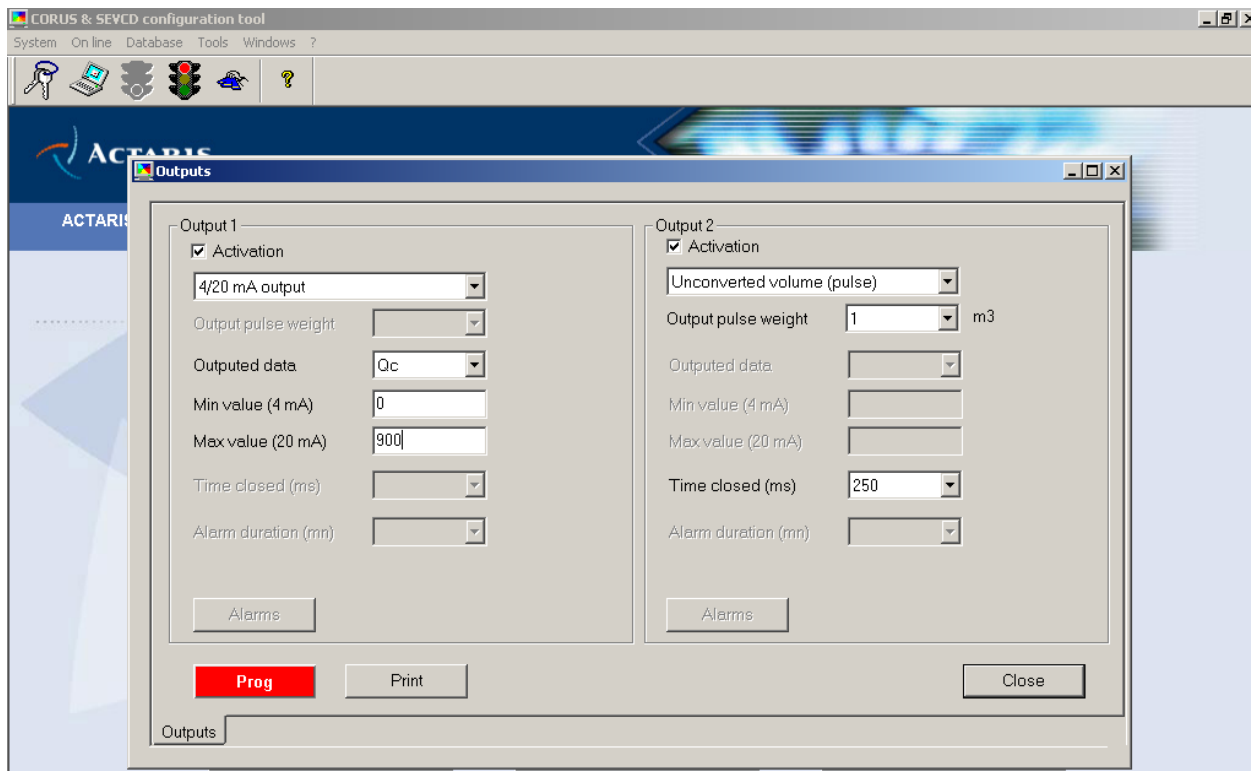 CORUS & SEVCD configuration tool
System On line Database Tools Windows ?
ACTARIS
Outputs
ACTARIS
Output 1
Activation
4/20 mA output
Output pulse weight
Outputed data Qc
Min value (4 mA) 0
Max value (20 mA) 900
Time closed (ms)
Alarm duration (mn)
Alarms
Output 2
Activation
Unconverted volume (pulse)
Output pulse weight 1 m3
Outputed data
Min value (4 mA)
Max value (20 mA)
Time closed (ms) 250
Alarm duration (mn)
Alarms
Prog Print Close
Outputs